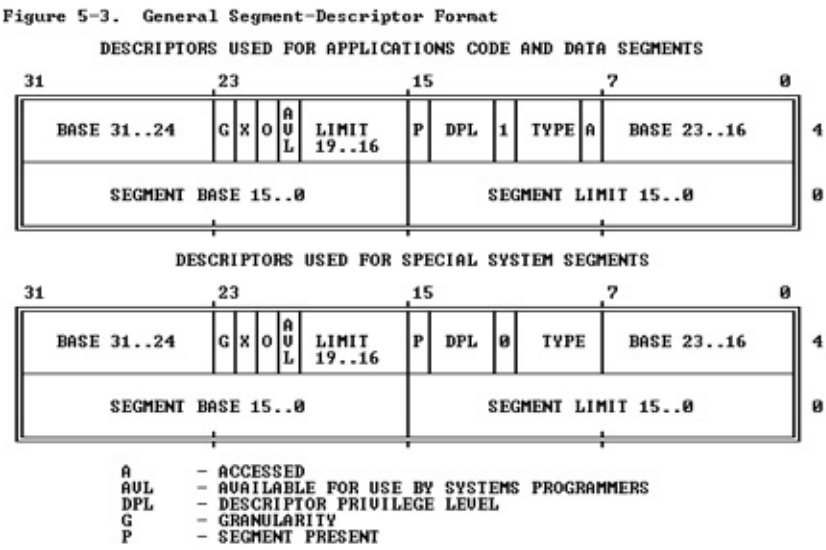 Figure 5-3. General Segment-Descriptor Format
DESCRIPTORS USED FOR APPLICATIONS CODE AND DATA SEGMENTS
31 23 15 7 0
BASE 31..24 G X O AVL LIMIT 19..16 P DPL 1 TYPE A BASE 23..16 4
SEGMENT BASE 15..0 SEGMENT LIMIT 15..0 0
DESCRIPTORS USED FOR SPECIAL SYSTEM SEGMENTS
31 23 15 7 0
BASE 31..24 G X O AVL LIMIT 19..16 P DPL 0 TYPE BASE 23..16 4
SEGMENT BASE 15..0 SEGMENT LIMIT 15..0 0
A - ACCESSED
AVL - AVAILABLE FOR USE BY SYSTEMS PROGRAMMERS
DPL - DESCRIPTOR PRIVILEGE LEVEL
G - GRANULARITY
P - SEGMENT PRESENT